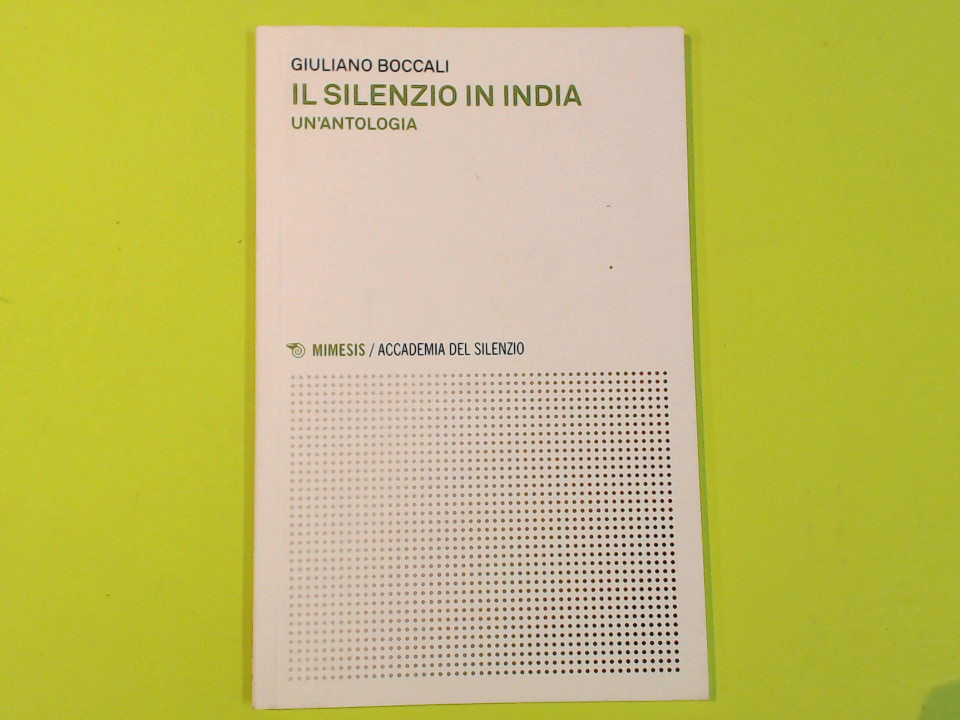 GIULIANO BOCCALI
IL SILENZIO IN INDIA
UN'ANTOLOGIA
MIMESIS / ACCADEMIA DEL SILENZIO